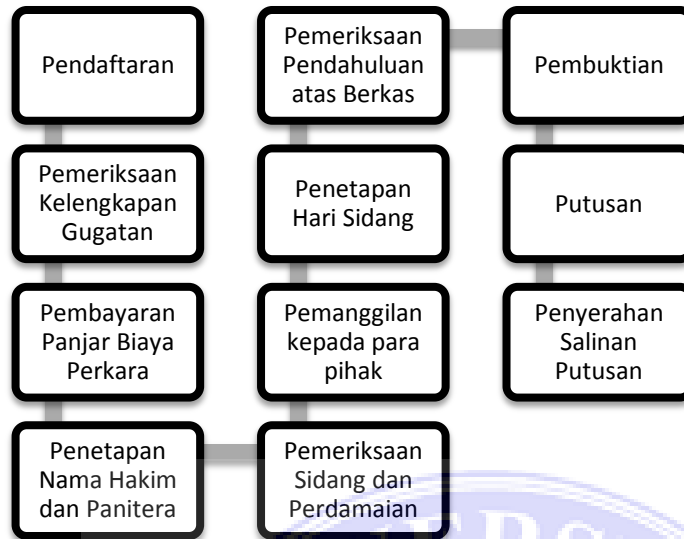 Pendaftaran
Pemeriksaan
Kelengkapan
Gugatan
Pembayaran
Panjar Biaya
Perkara
Penetapan
Nama Hakim
dan Panitera
Pemeriksaan
Sidang dan
Perdamaian
Pemanggilan
kepada para
pihak
Penetapan
Hari Sidang
Pemeriksaan
Pendahuluan
atas Berkas
Pembuktian
Putusan
Penyerahan
Salinan
Putusan